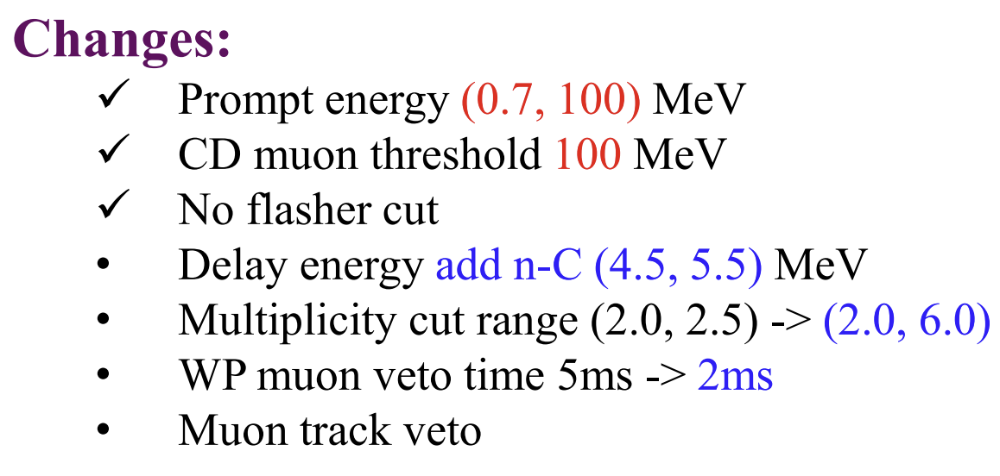 Changes:
✓ Prompt energy (0.7, 100) MeV
✓ CD muon threshold 100 MeV
✓ No flasher cut
• Delay energy add n-C (4.5, 5.5) MeV
• Multiplicity cut range (2.0, 2.5) -> (2.0, 6.0)
• WP muon veto time 5ms -> 2ms
• Muon track veto